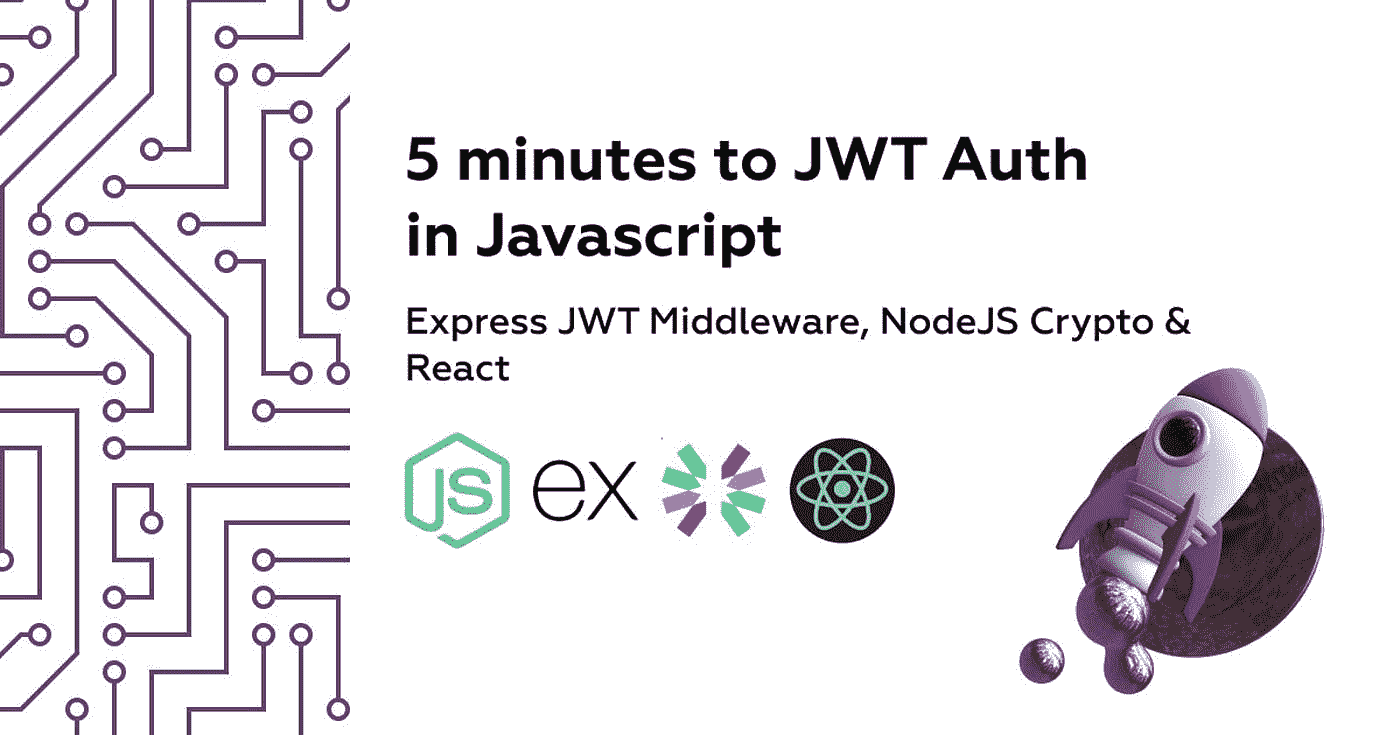 5 minutes to JWT Auth
in Javascript
Express JWT Middleware, NodeJS Crypto &
React
JS ex